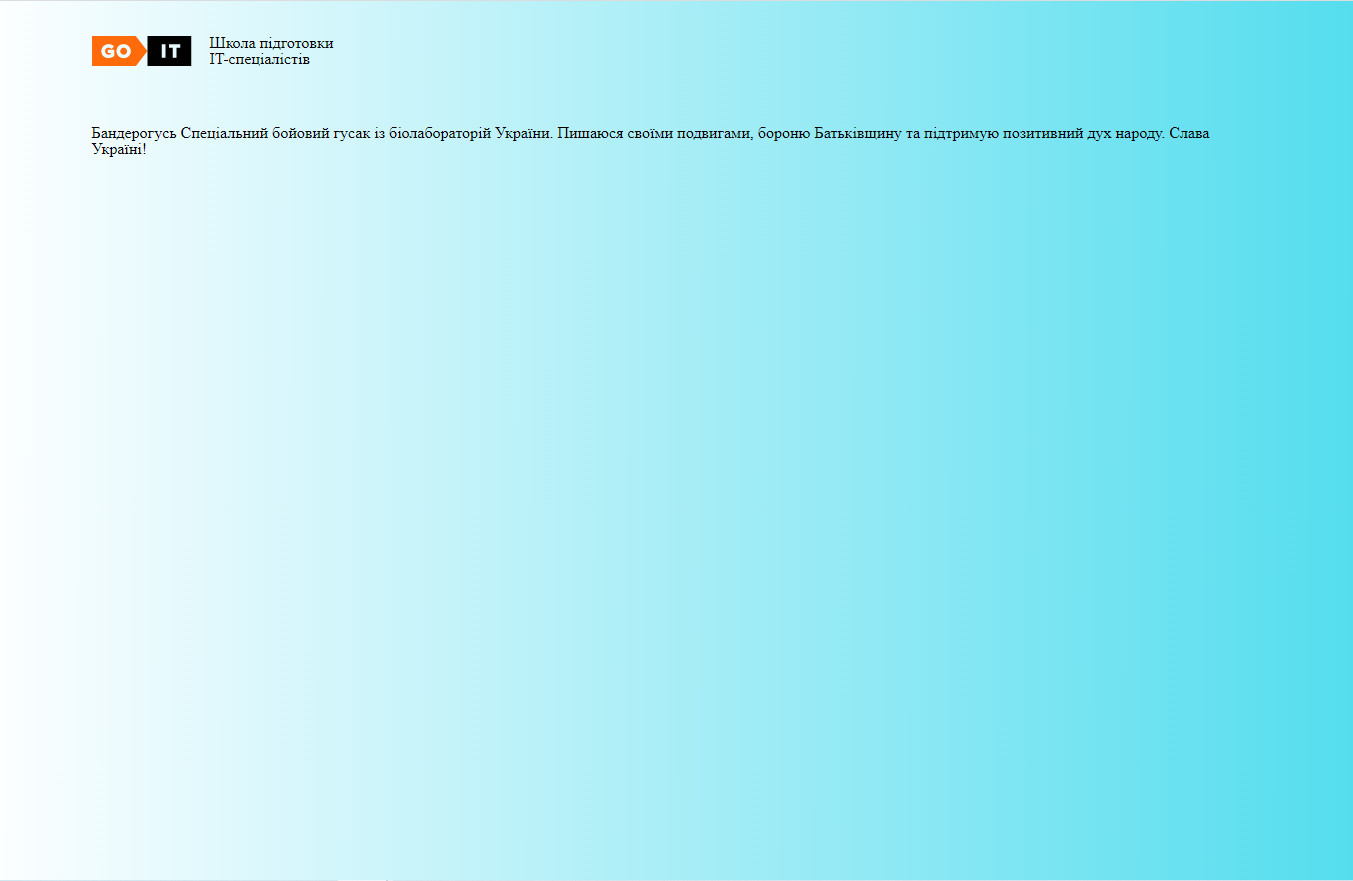 GO IT
Школа підготовки
ІТ-спеціалістів
Бандерогусь Спеціальний бойовий гусак із біолабораторій України. Пишаюся своїми подвигами, бороню Батьківщину та підтримую позитивний дух народу. Слава
Україні!